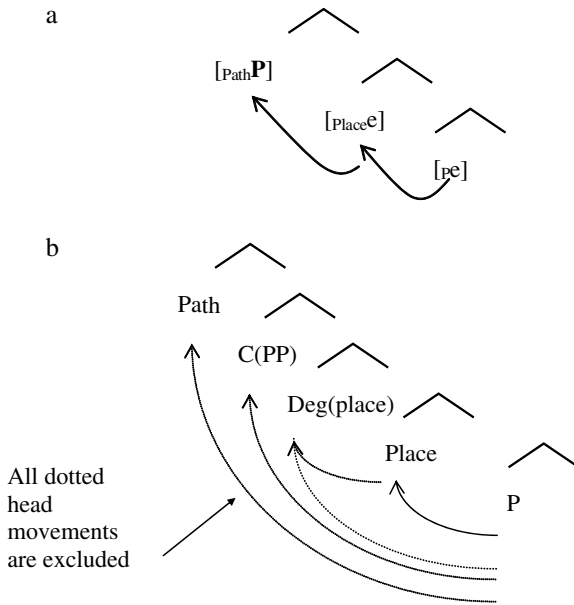 a
[PathP]
[Placee]
[Pe]
b
Path
C(PP)
Deg(place)
Place
P
All dotted
head
movements
are excluded